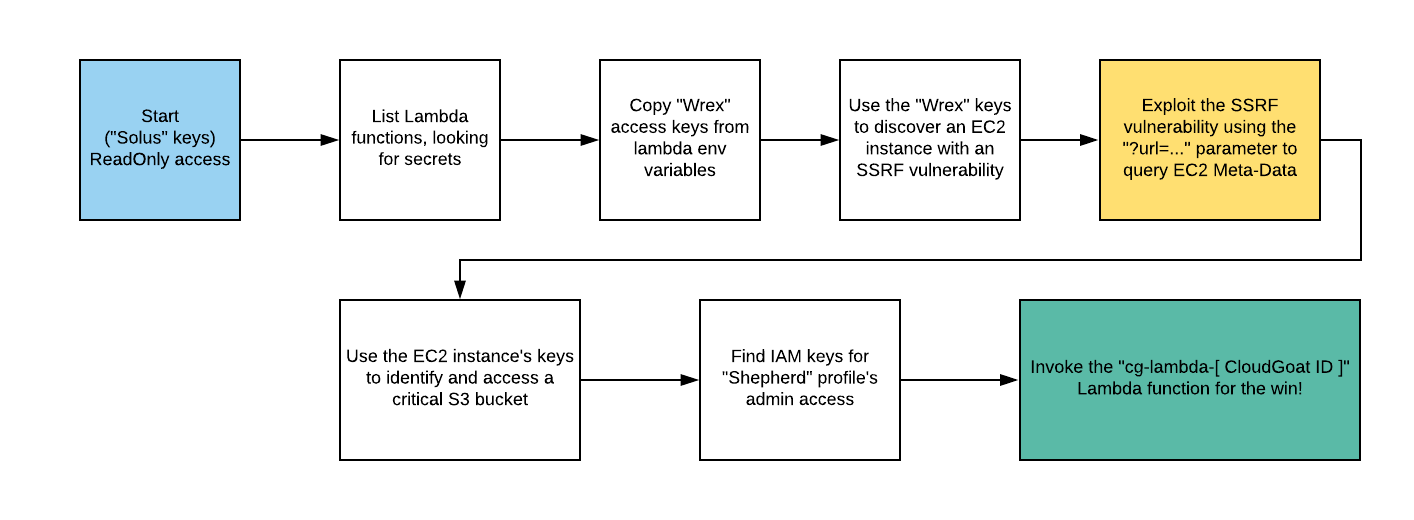 Start
("Solus" keys)
ReadOnly access
List Lambda
functions, looking
for secrets
Copy "Wrex"
access keys from
lambda env
variables
Use the "Wrex" keys
to discover an EC2
instance with an
SSRF vulnerability
Exploit the SSRF
vulnerability using the
"?url=..." parameter to
query EC2 Meta-Data
Use the EC2 instance's keys
to identify and access a
critical S3 bucket
Find IAM keys for
"Shepherd" profile's
admin access
Invoke the "cg-lambda-[ CloudGoat ID ]"
Lambda function for the win!